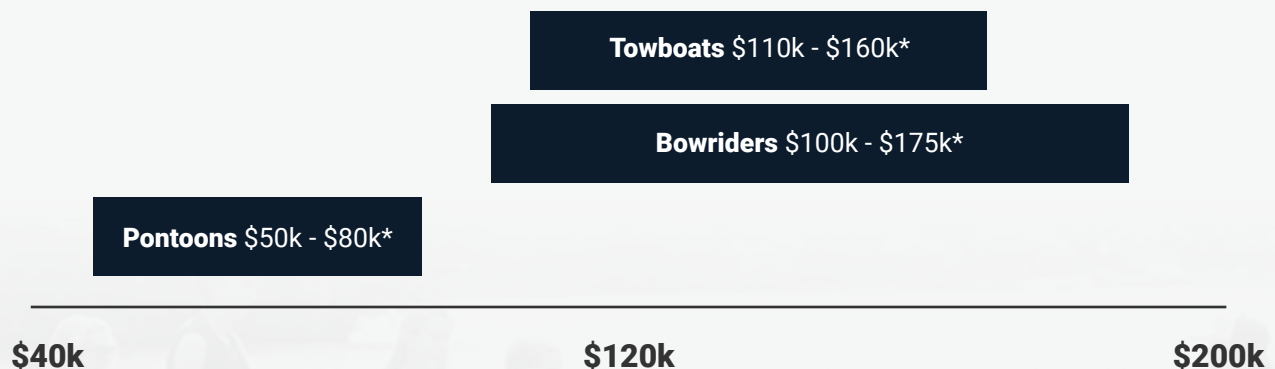 Towboats $110k - $160k*
Bowriders $100k - $175k*
Pontoons $50k - $80k*
$40k $120k $200k